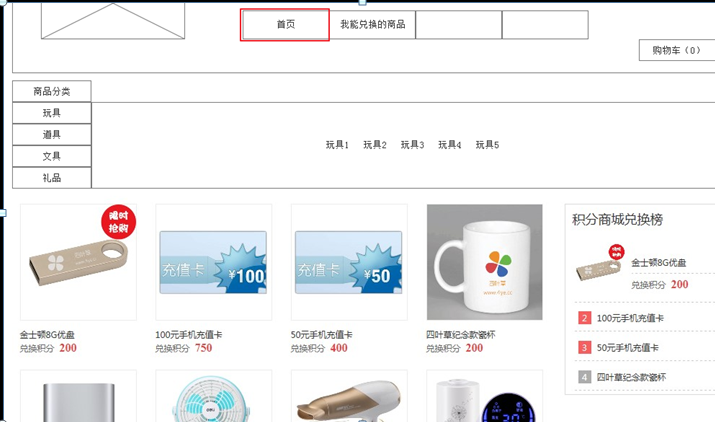 首页
我能兑换的商品
购物车（0）
商品分类
玩具
道具
文具
礼品
玩具1 玩具2 玩具3 玩具4 玩具5
限时
抢购
充值卡 ¥100
充值卡 ¥50
四叶草
金士顿8G优盘
兑换积分 200
100元手机充值卡
兑换积分 750
50元手机充值卡
兑换积分 400
四叶草纪念款瓷杯
兑换积分 200
积分商城兑换榜
金士顿8G优盘
兑换积分 200
2 100元手机充值卡
3 50元手机充值卡
4 四叶草纪念款瓷杯